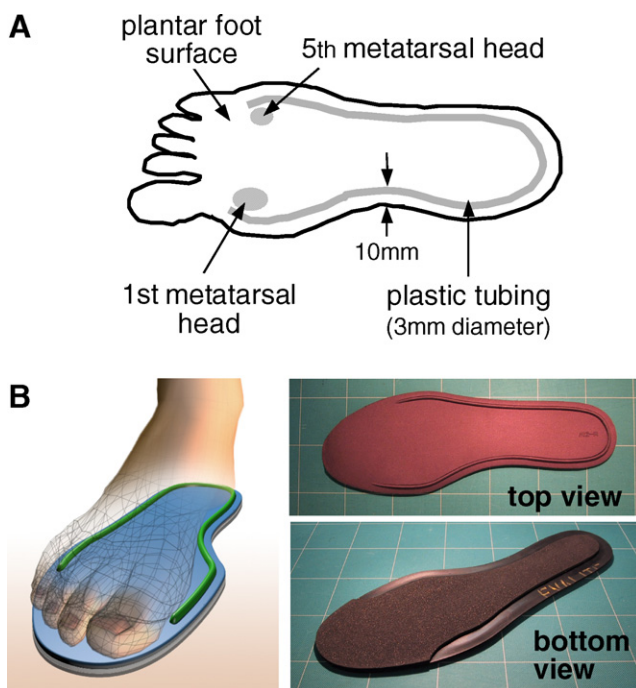 A
plantar foot
surface
5th metatarsal head
10mm
1st metatarsal
head
plastic tubing
(3mm diameter)
B
top view
bottom
view